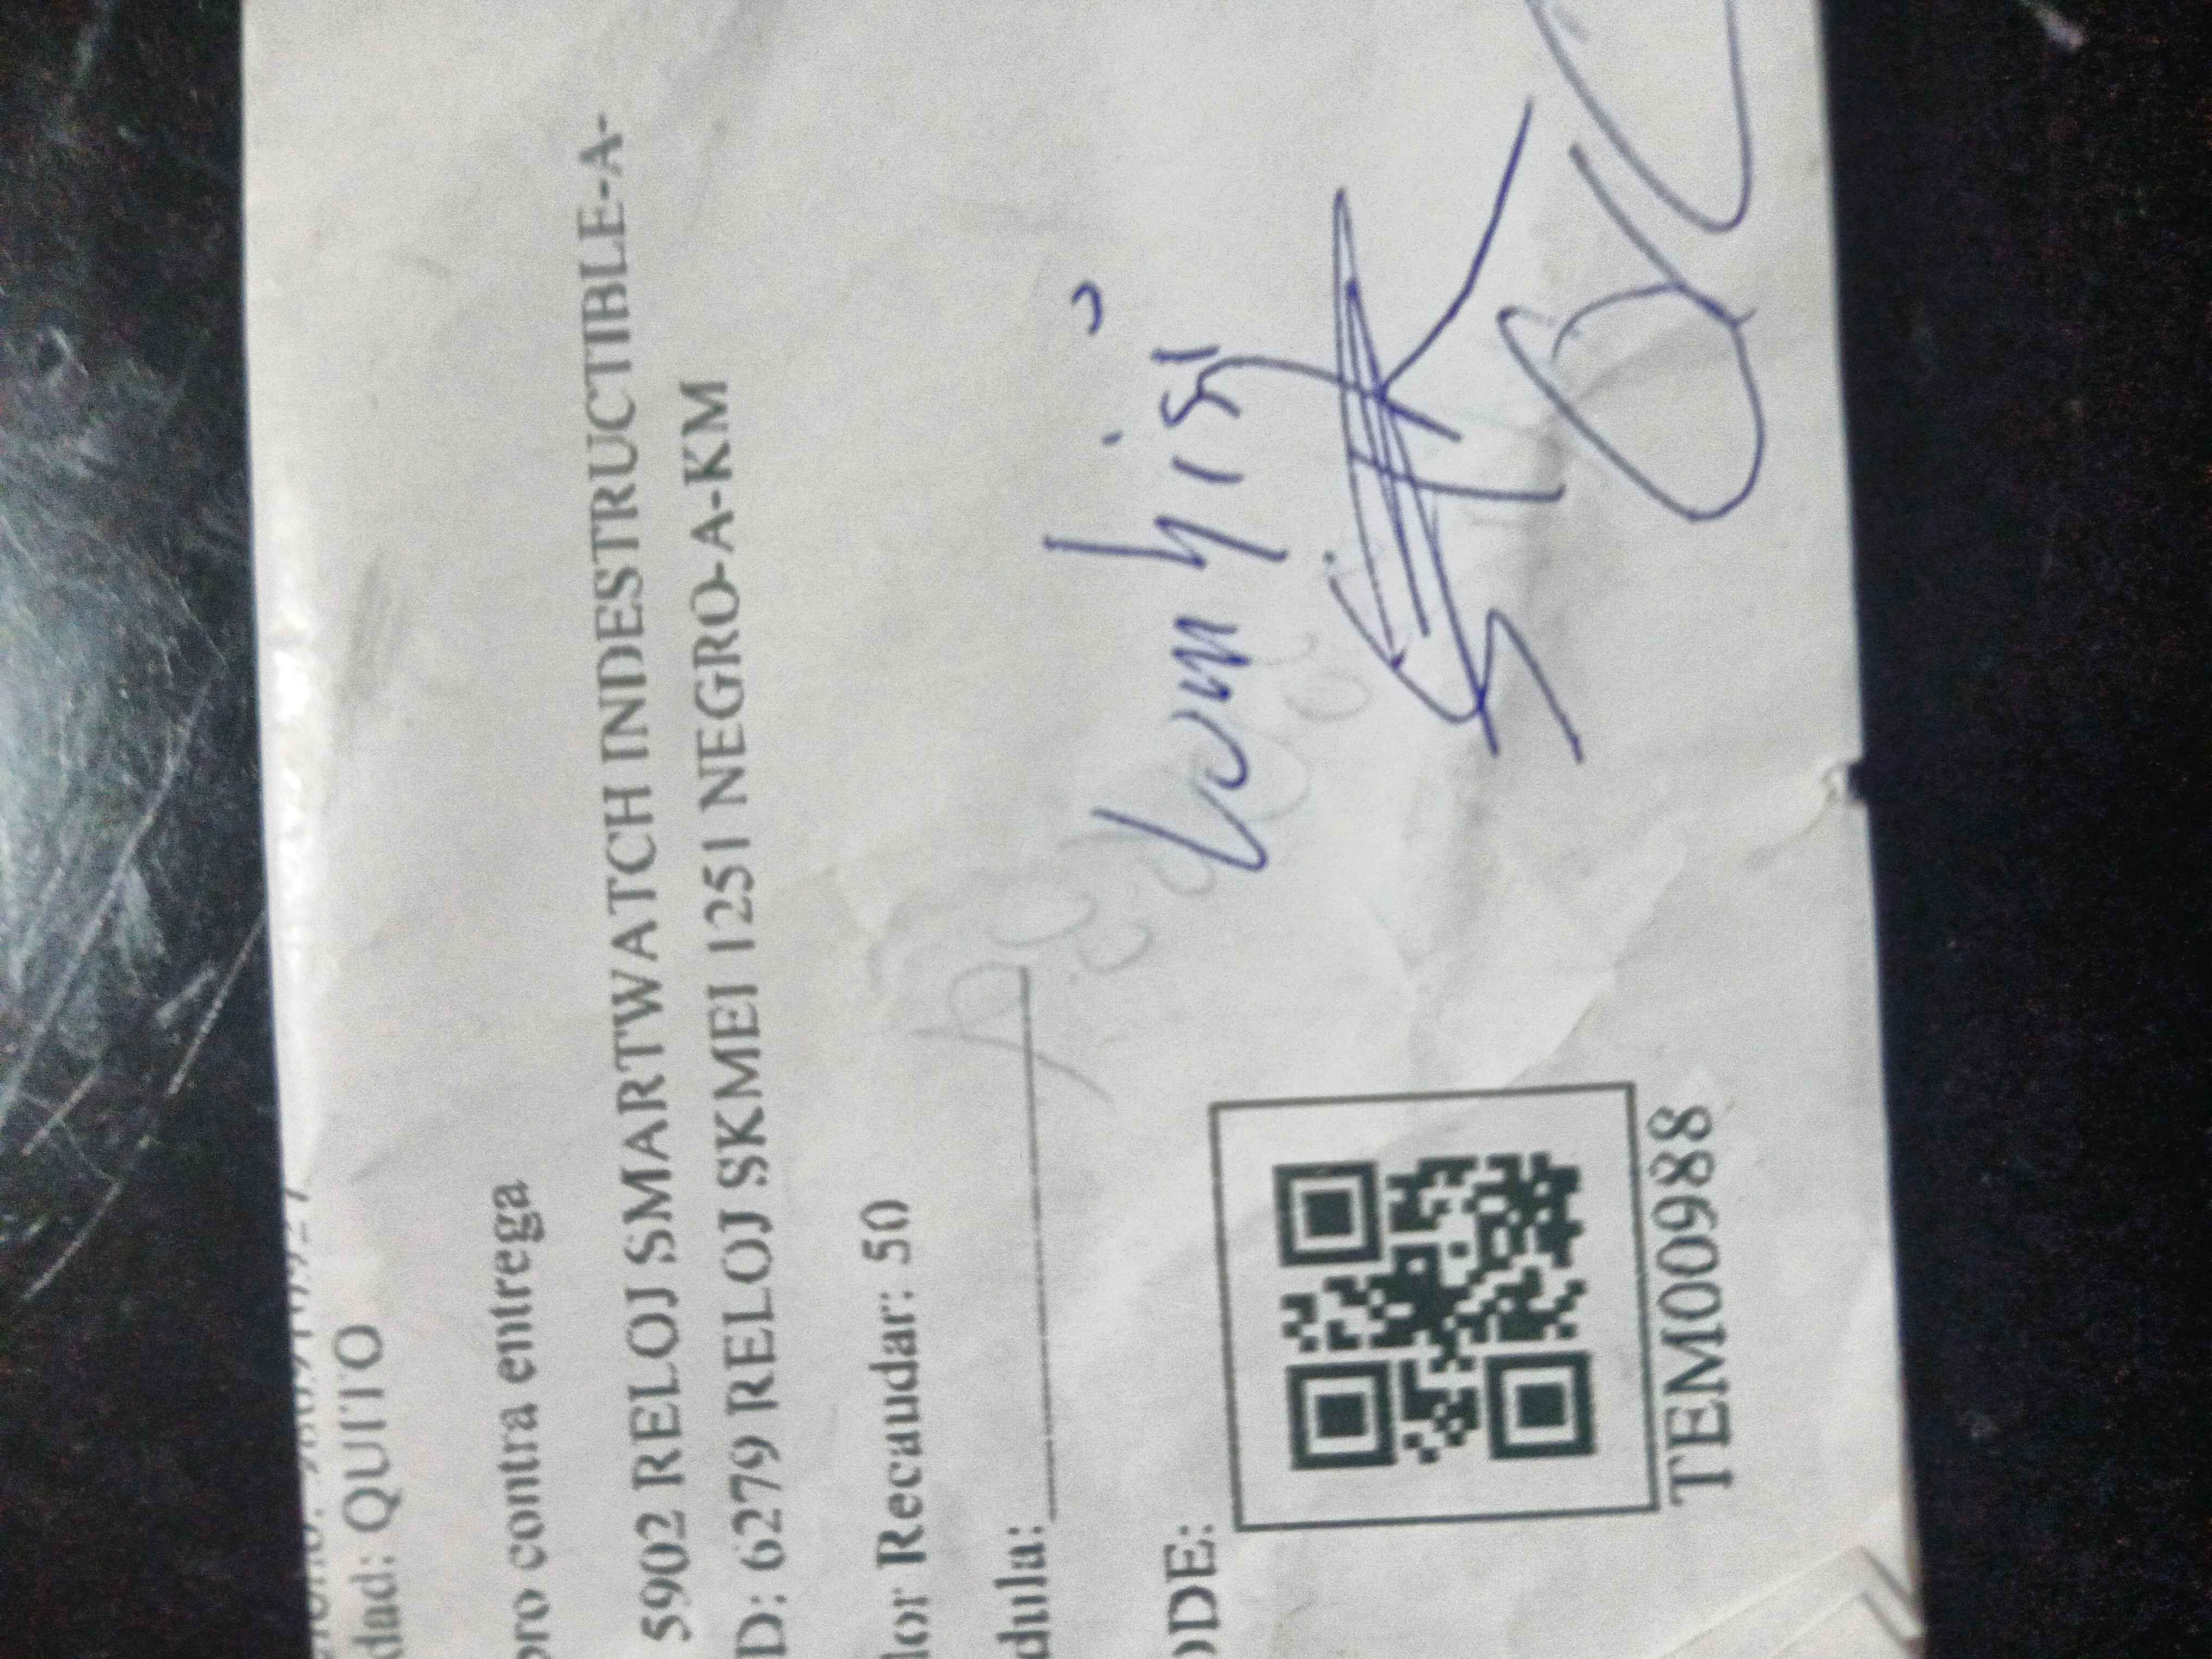 dad: QUITO
oro contra entrega
5902 RELOJ SMARTWATCH INDESTRUCTIBLE-A-
D: 6279 RELOJ SKMEI 1251 NEGRO-A-KM
lor Recaudar: 50
dula:
ODE:
TEM00988